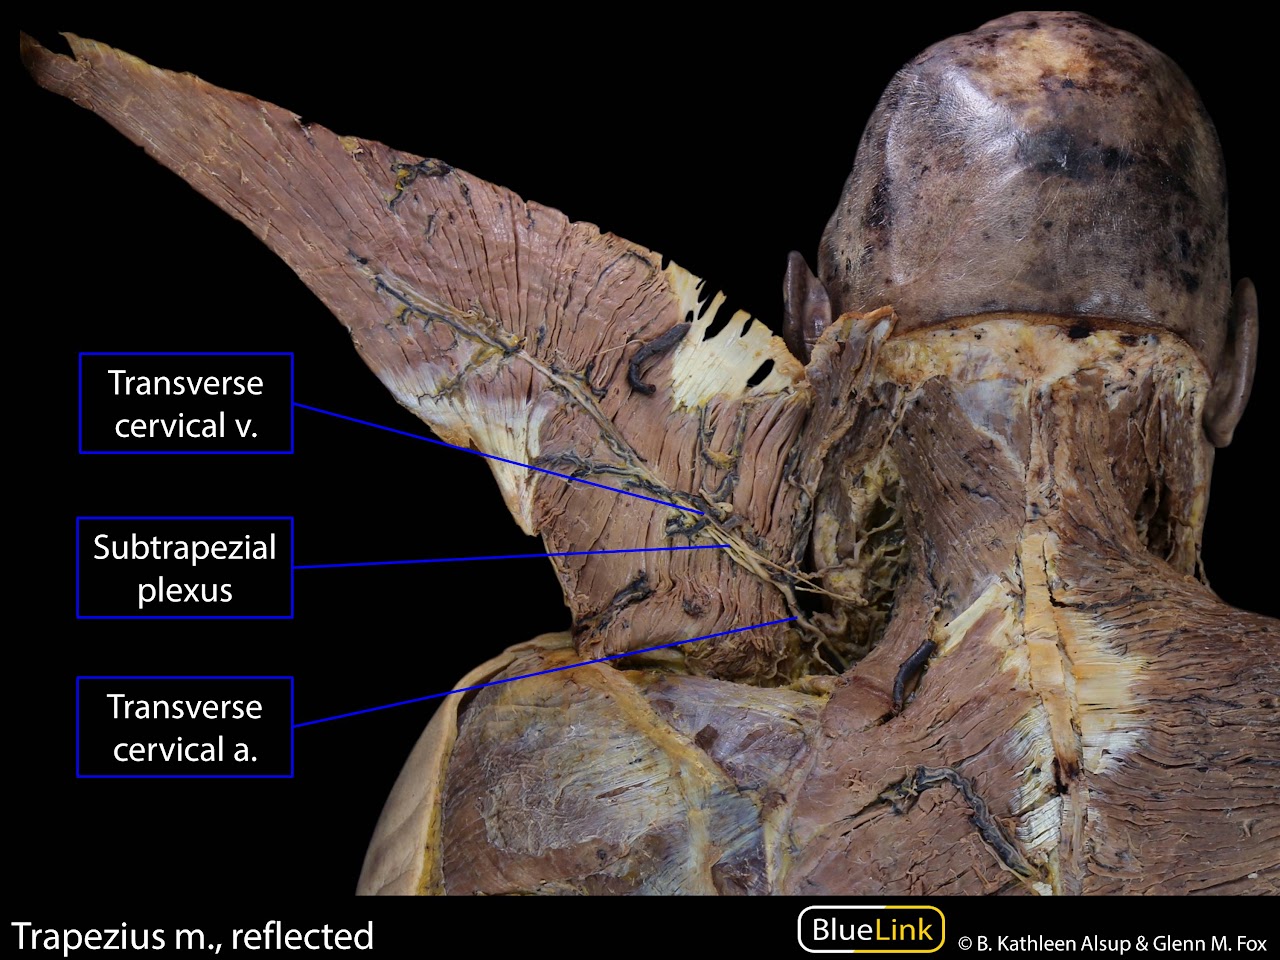 Transverse
cervical v.
Subtrapezial
plexus
Transverse
cervical a.
Trapezius m., reflected
BlueLink
© B. Kathleen Alsup & Glenn M. Fox